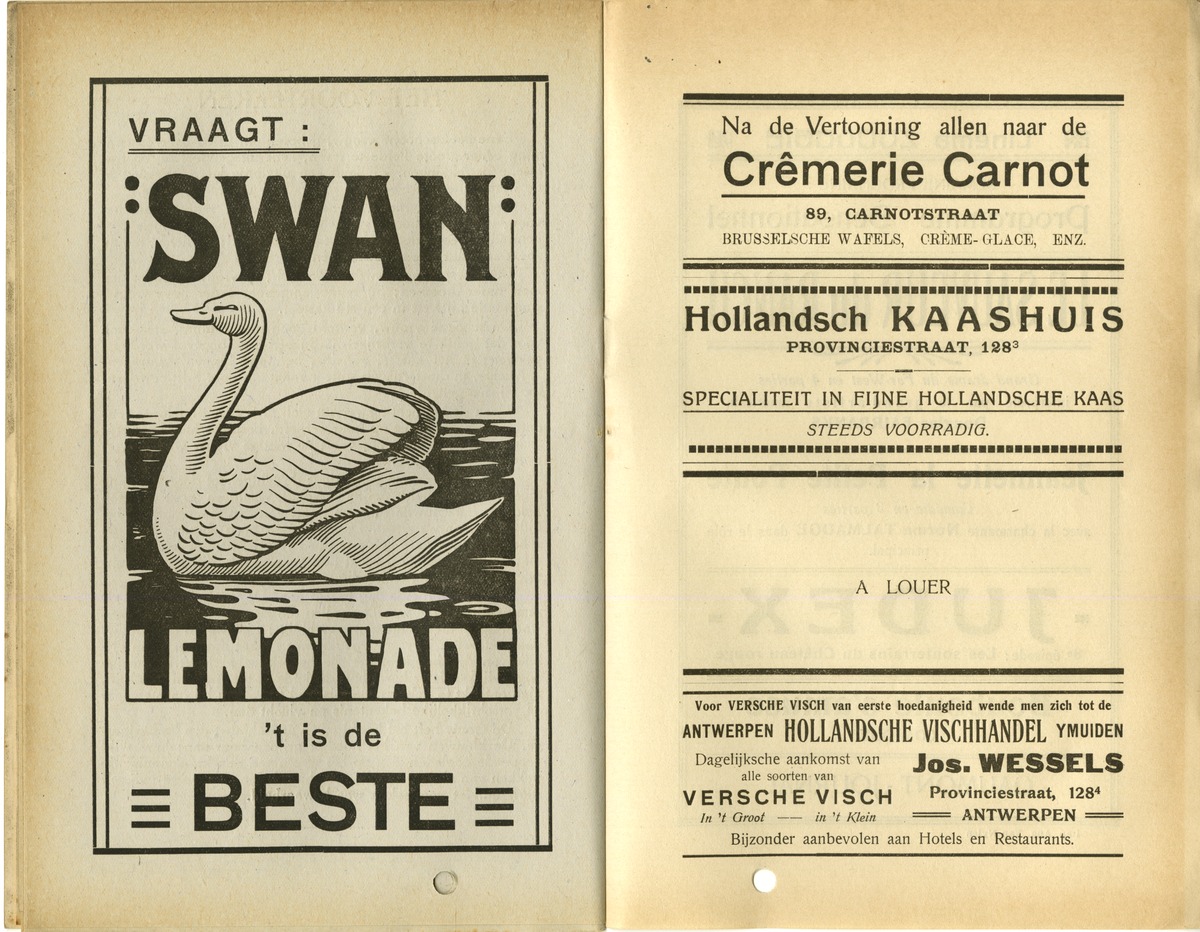 VRAAGT :
SWAN
LEMONADE
't is de
BESTE
Na de Vertooning allen naar de
Crêmerie Carnot
89, CARNOTSTRAAT
BRUSSELSCHE WAFELS, CRÈME-GLACE, ENZ.
Hollandsch KAASHUIS
PROVINCIESTRAAT, 128³
SPECIALITEIT IN FIJNE HOLLANDSCHE KAAS
STEEDS VOORRADIG.
A LOUER
Voor VERSCHE VISCH van eerste hoedanigheid wende men zich tot de
ANTWERPEN HOLLANDSCHE VISCHHANDEL YMUIDEN
Dagelijksche aankomst van
alle soorten van
VERSCHE VISCH
In 't Groot —— in 't Klein
Jos. WESSELS
Provinciestraat, 128⁴
ANTWERPEN
Bijzonder aanbevolen aan Hotels en Restaurants.